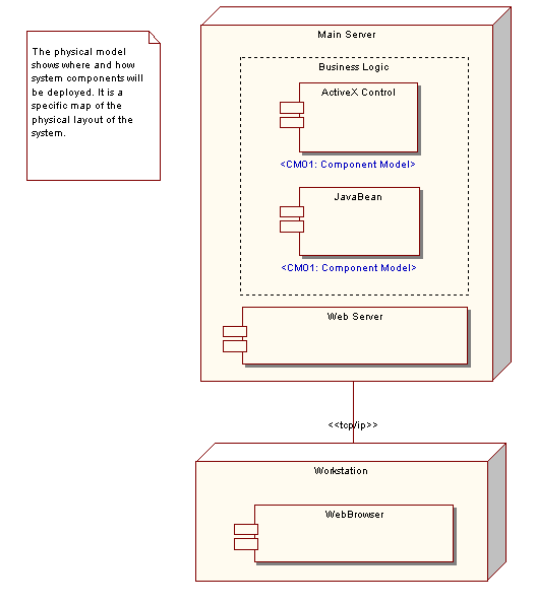 The physical model
shows where and how
system components will
be deployed. It is a
specific map of the
physical layout of the
system.
Main Server
Business Logic
ActiveX Control
<CM01: Component Model>
JavaBean
<CM01: Component Model>
Web Server
<<tcp/ip>>
Workstation
WebBrowser